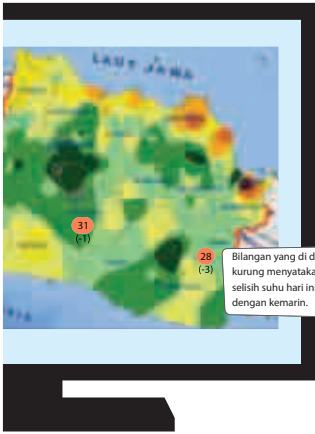 LAUT JAWA
31
(-1)
28
(-3)
Bilangan yang di d
kurung menyataka
selisih suhu hari in
dengan kemarin.